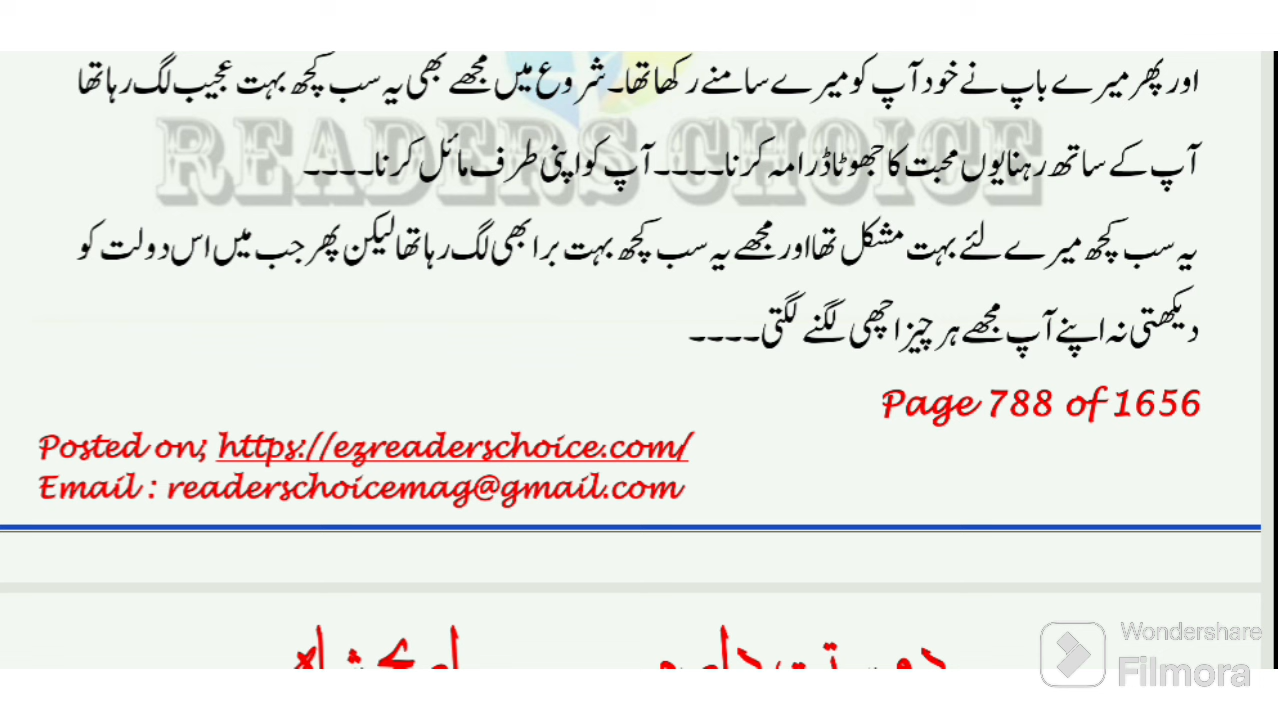 اور پھر میرے باپ نے خود آپ کو میرے سامنے رکھا تھا۔ شروع میں مجھے بھی یہ سب کچھ بہت عجیب لگ رہا تھا
READERS CHOICE
آپ کے ساتھ رہنا یوں محبت کا جھوٹا ڈرامہ کرنا۔۔۔۔ آپ کو اپنی طرف مائل کرنا۔۔۔۔
یہ سب کچھ میرے لئے بہت مشکل تھا اور مجھے یہ سب کچھ بہت برا بھی لگ رہا تھا لیکن پھر جب میں اس دولت کو
دیکھتی نہ اپنے آپ مجھے ہر چیز اچھی لگنے لگتی۔۔۔۔
Page 788 of 1656
Posted on; https://ezreaderschoice.com/
Email : readerschoicemag@gmail.com
Wondershare
Filmora